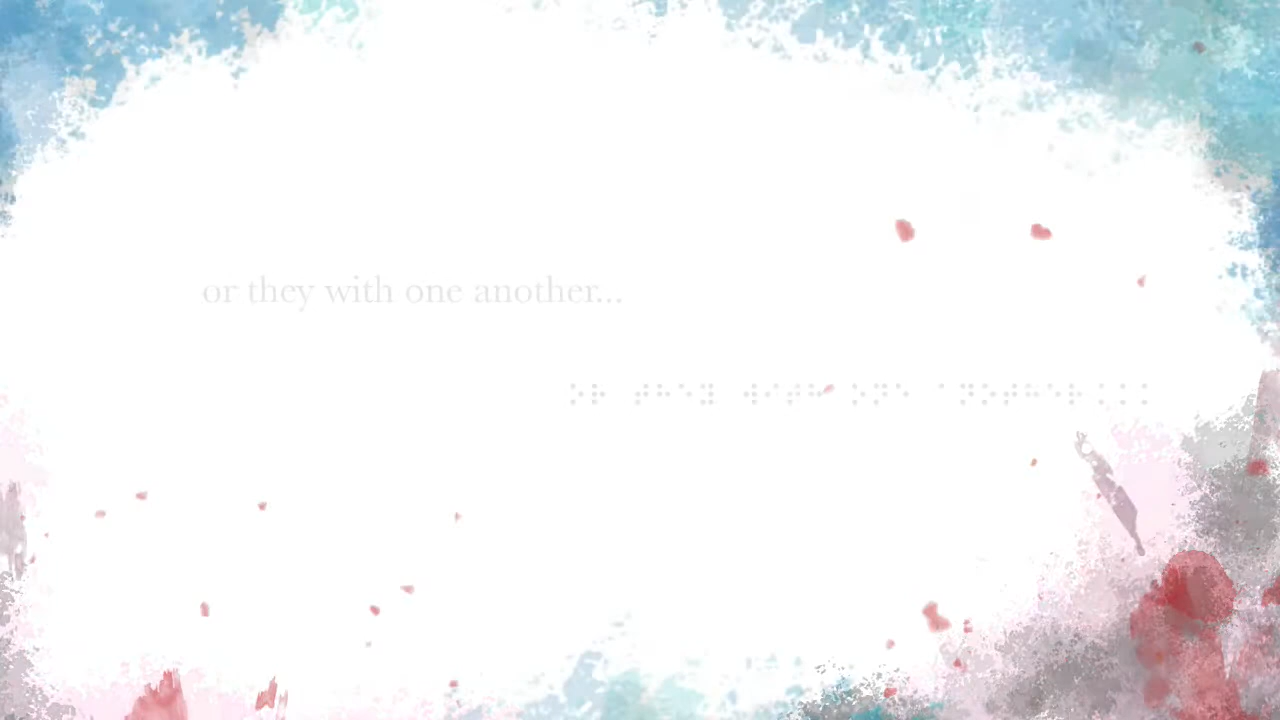 or they with one another...
⠕⠗ ⠞⠓⠑⠽ ⠺⠊⠞⠓ ⠕⠝⠑ ⠁⠝⠕⠞⠓⠑⠗⠄⠄⠄